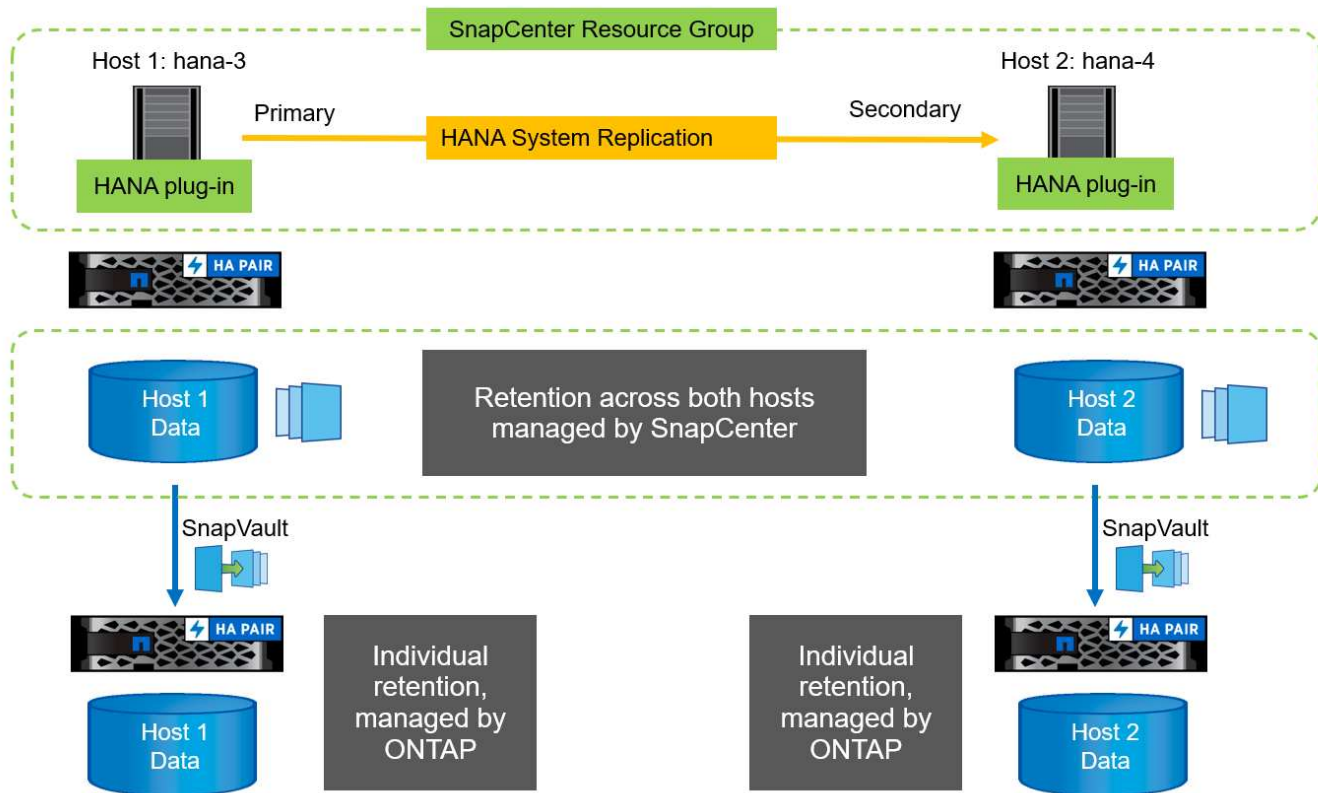 SnapCenter Resource Group
Host 1: hana-3
Host 2: hana-4
Primary
HANA System Replication
Secondary
HANA plug-in
HANA plug-in
HA PAIR
HA PAIR
Host 1
Data
Retention across both hosts
managed by SnapCenter
Host 2
Data
SnapVault
SnapVault
HA PAIR
HA PAIR
Individual
retention,
managed by
ONTAP
Individual
retention,
managed by
ONTAP
Host 1
Data
Host 2
Data